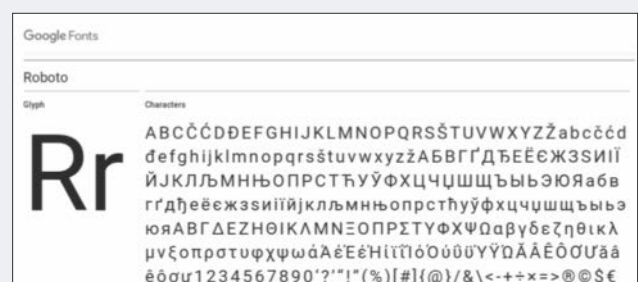 Google Fonts
Roboto
Glyph
Characters
Rr
ABCČĆDĐEFGHIJKLMNOPQRSŠTUVWXYZŽabcčćd
đefghijklmnopqrsštuvwxyzžАБВГҐДЂЕЁЄЖЗЅИІЇ
ЙЈКЛЉМНЊОПРСТЋУЎФХЦЧЏШЩЪЫЬЭЮЯабв
гґдђеёєжзѕиіїйјклљмнњопрстћуўфхцчџшщъыьэ
юяΑΒΓΔΕΖΗΘΙΚΛΜΝΞΟΠΡΣΤΥΦΧΨΩαβγδεζηθικλ
μνξοπρστυφχψωάΆέΈέΉίϊΐΊόΌύΰϋΎΫΏĂÂÊÔƠƯăâ
êôơư1234567890‘?’“!”(%)[#]{@}/&\<-+÷×=>®©$€